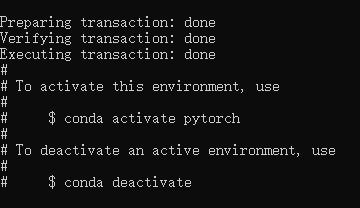 Preparing transaction: done
Verifying transaction: done
Executing transaction: done
#
# To activate this environment, use
#
#     $ conda activate pytorch
#
# To deactivate an active environment, use
#
#     $ conda deactivate